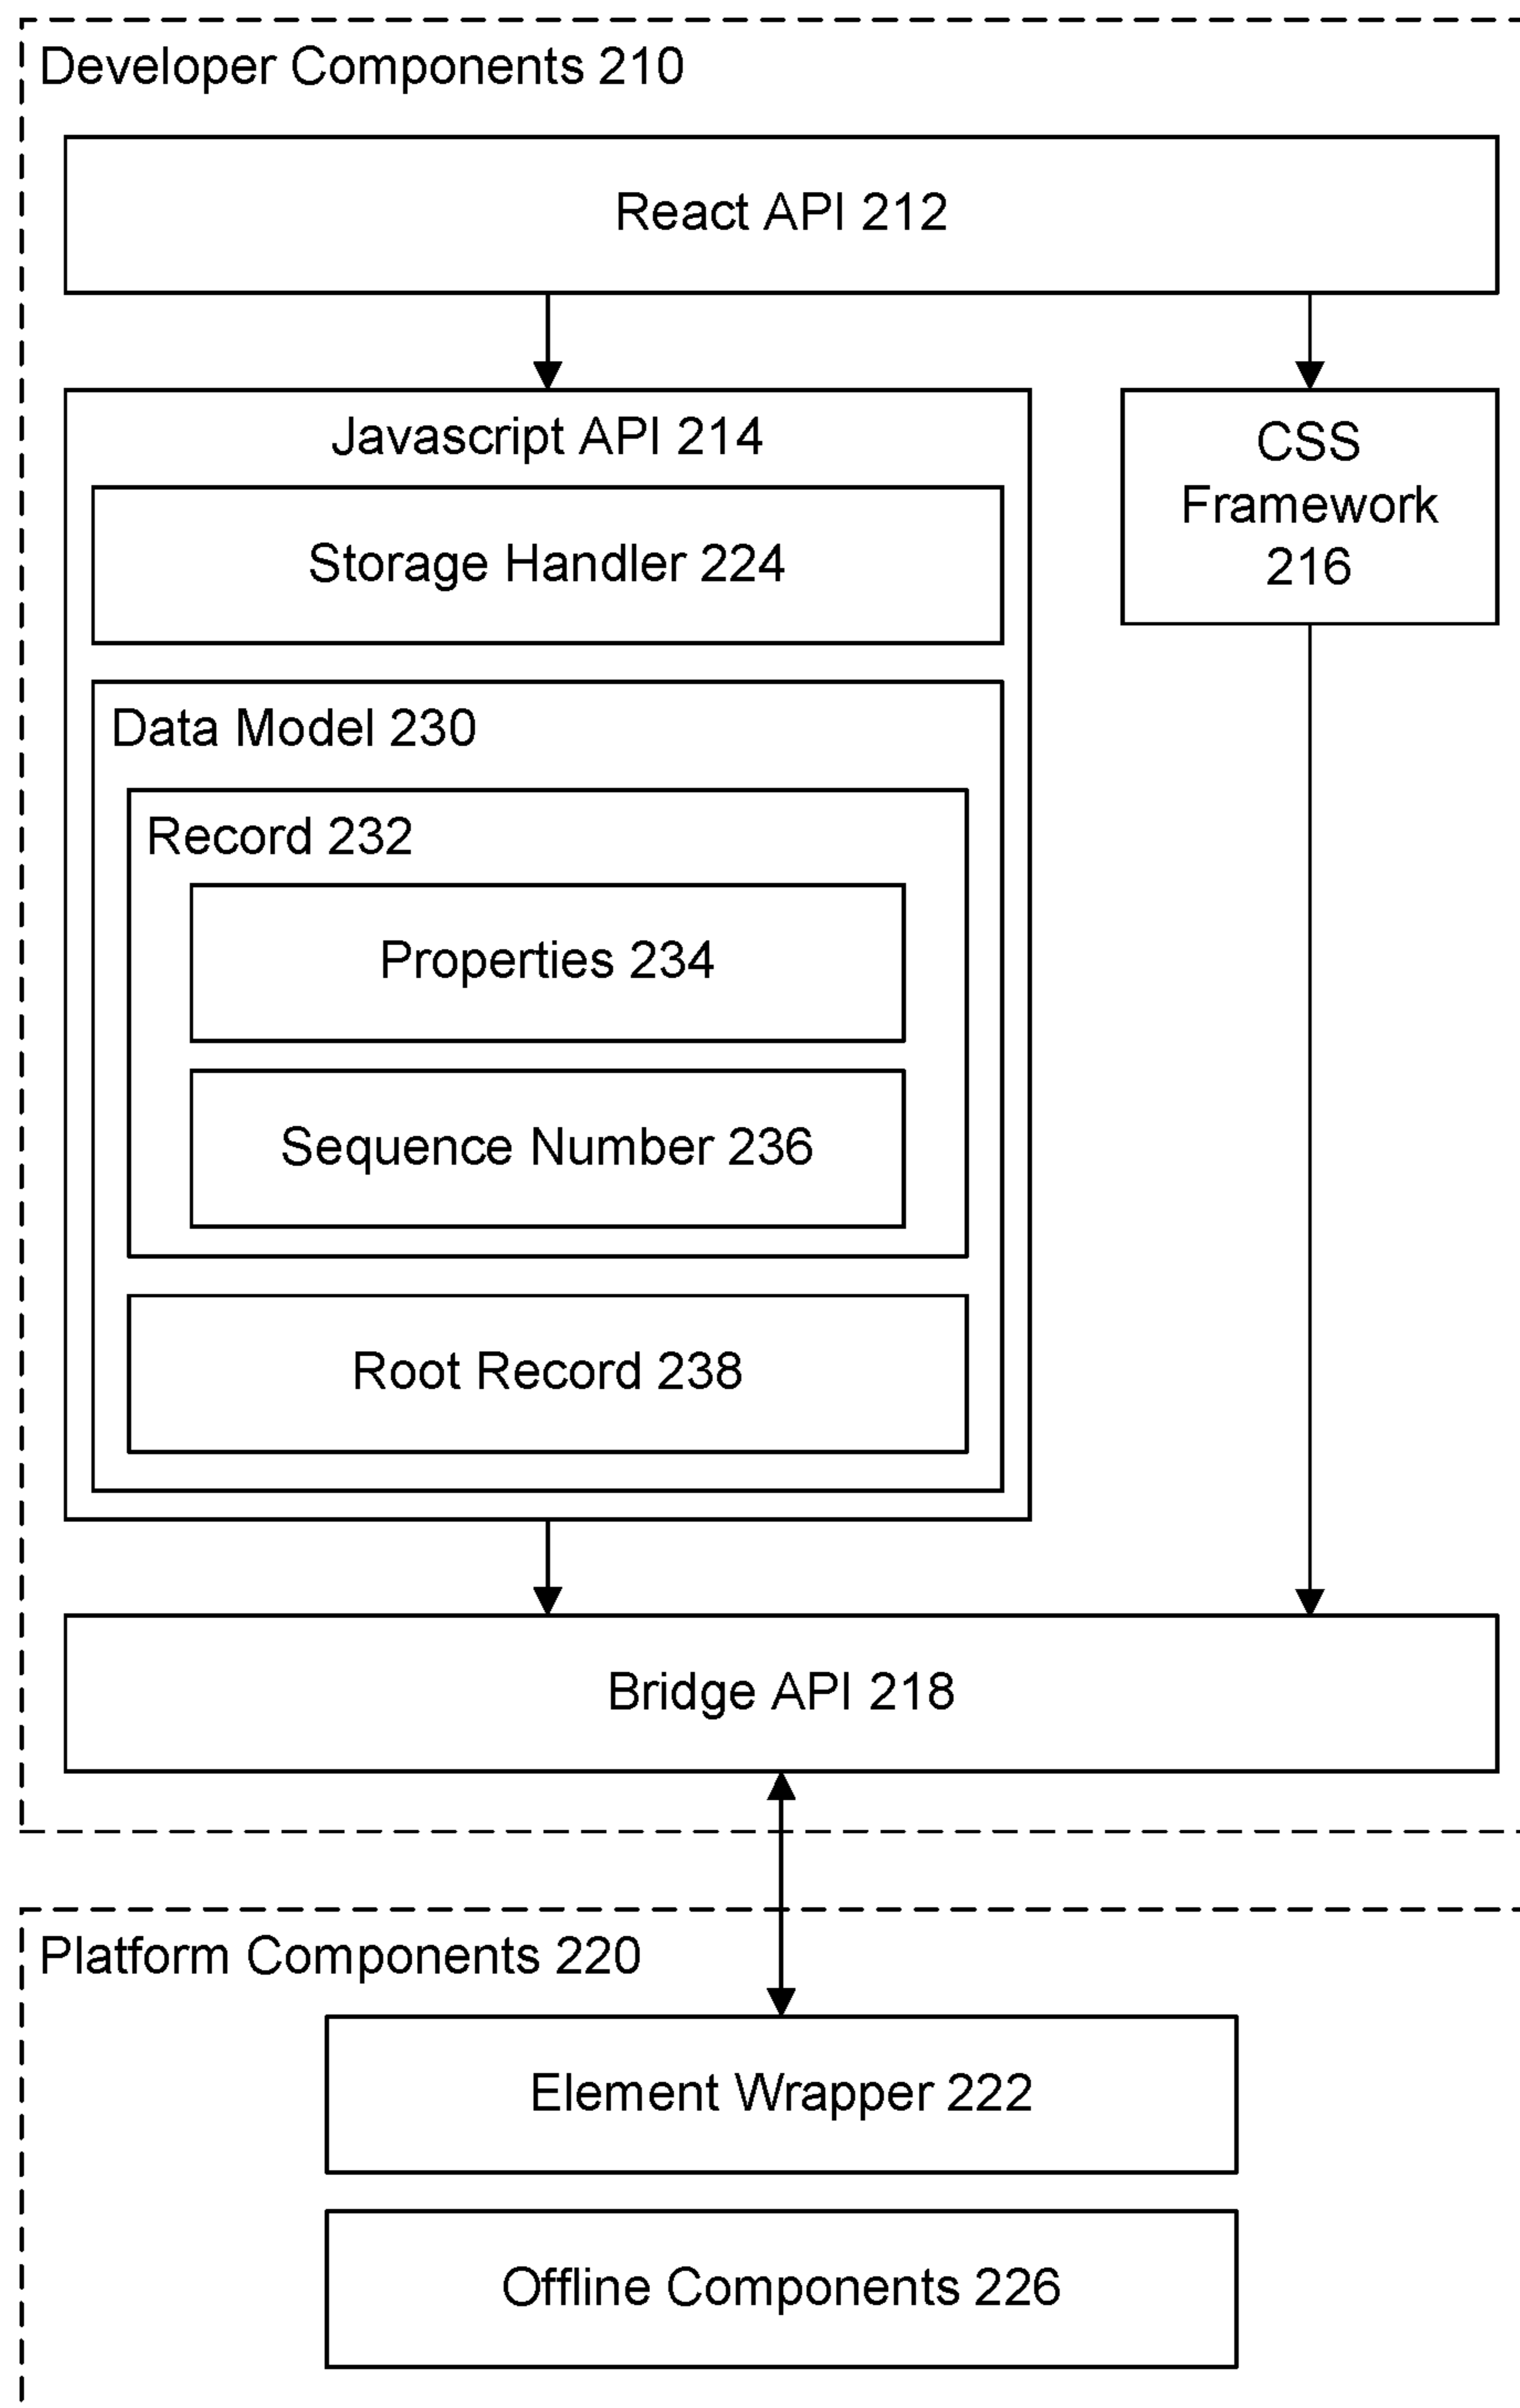 Developer Components 210
React API 212
Javascript API 214
Storage Handler 224
Data Model 230
Record 232
Properties 234
Sequence Number 236
Root Record 238
CSS
Framework
216
Bridge API 218
Platform Components 220
Element Wrapper 222
Offline Components 226